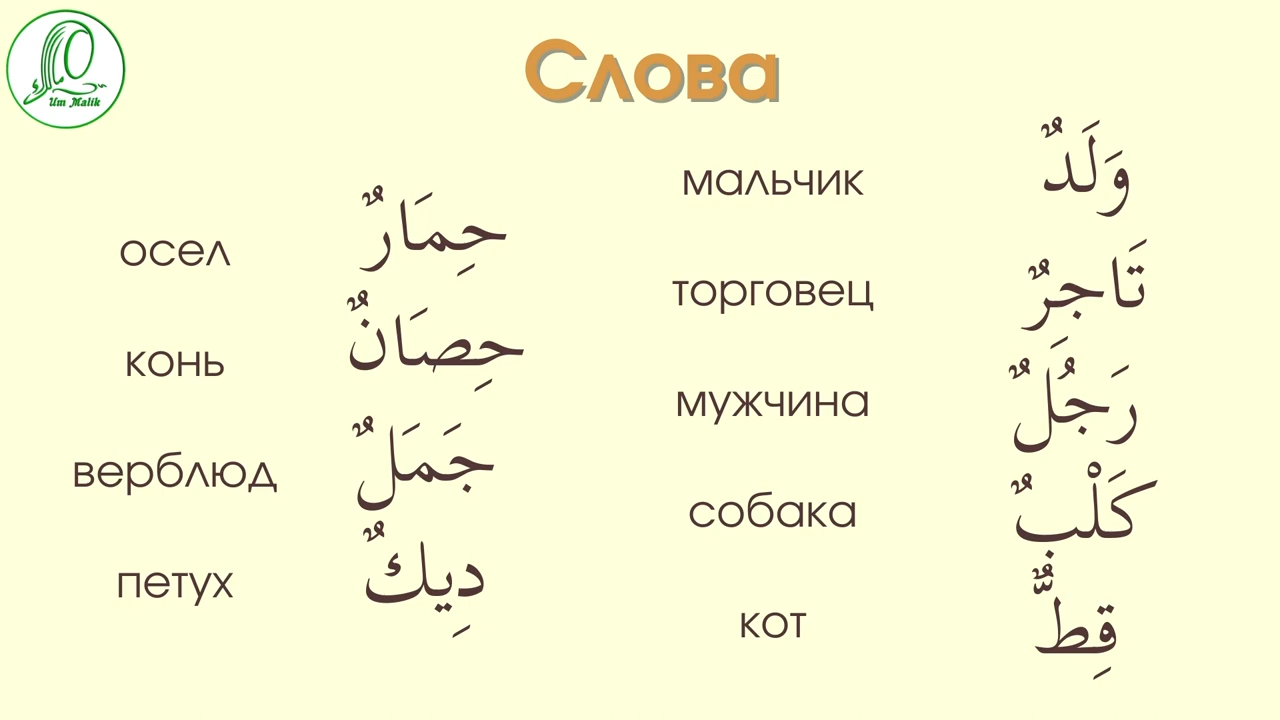 Um Malik
Слова
мальчик وَلَدٌ
торговец تَاجِرٌ
мужчина رَجُلٌ
собака كَلْبٌ
кот قِطٌّ
осел حِمَارٌ
конь حِصَانٌ
верблюд جَمَلٌ
петух دِيكٌ